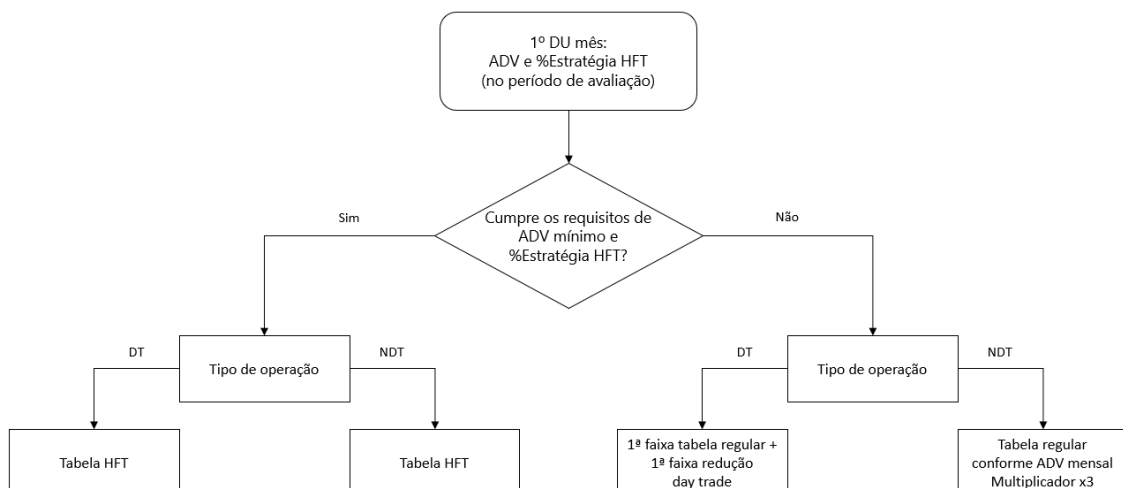 1º DU mês:
ADV e %Estratégia HFT
(no período de avaliação)
Cumpre os requisitos de
ADV mínimo e
%Estratégia HFT?
Sim
Não
DT
Tipo de operação
NDT
DT
Tipo de operação
NDT
Tabela HFT
Tabela HFT
1ª faixa tabela regular +
1ª faixa redução
day trade
Tabela regular
conforme ADV mensal
Multiplicador x3